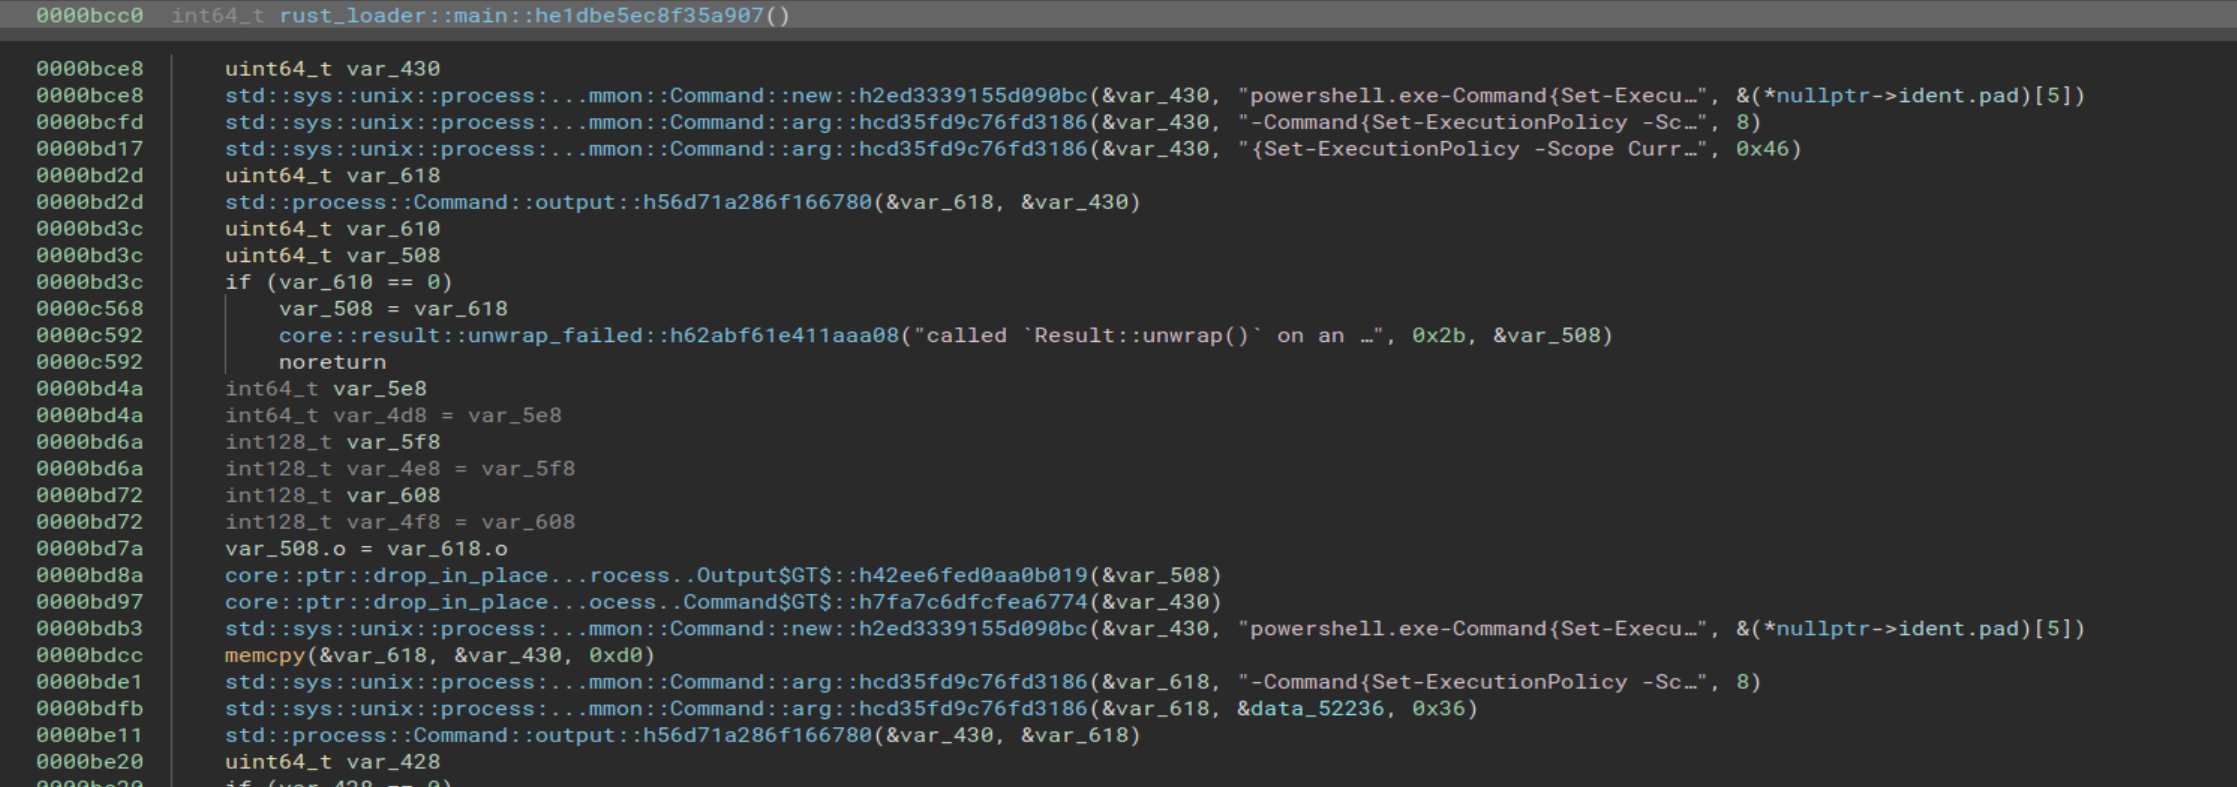 0000bcc0 int64_t rust_loader::main::he1dbe5ec8f35a907()
0000bce8 uint64_t var_430
0000bce8 std::sys::unix::process:...mmon::Command::new::h2ed3339155d090bc(&var_430, "powershell.exe-Command{Set-Execu…", &(*nullptr->ident.pad)[5])
0000bcfd std::sys::unix::process:...mmon::Command::arg::hcd35fd9c76fd3186(&var_430, "-Command{Set-ExecutionPolicy -Sc…", 8)
0000bd17 std::sys::unix::process:...mmon::Command::arg::hcd35fd9c76fd3186(&var_430, "{Set-ExecutionPolicy -Scope Curr…", 0x46)
0000bd2d uint64_t var_618
0000bd2d std::process::Command::output::h56d71a286f166780(&var_618, &var_430)
0000bd3c uint64_t var_610
0000bd3c uint64_t var_508
0000bd3c if (var_610 == 0)
0000c568 var_508 = var_618
0000c592 core::result::unwrap_failed::h62abf61e411aaa08("called `Result::unwrap()` on an …", 0x2b, &var_508)
0000c592 noreturn
0000bd4a int64_t var_5e8
0000bd4a int64_t var_4d8 = var_5e8
0000bd6a int128_t var_5f8
0000bd6a int128_t var_4e8 = var_5f8
0000bd72 int128_t var_608
0000bd72 int128_t var_4f8 = var_608
0000bd7a var_508.o = var_618.o
0000bd8a core::ptr::drop_in_place...rocess..Output$GT$::h42ee6fed0aa0b019(&var_508)
0000bd97 core::ptr::drop_in_place...ocess..Command$GT$::h7fa7c6dfcfea6774(&var_430)
0000bdb3 std::sys::unix::process:...mmon::Command::new::h2ed3339155d090bc(&var_430, "powershell.exe-Command{Set-Execu…", &(*nullptr->ident.pad)[5])
0000bdcc memcpy(&var_618, &var_430, 0xd0)
0000bde1 std::sys::unix::process:...mmon::Command::arg::hcd35fd9c76fd3186(&var_618, "-Command{Set-ExecutionPolicy -Sc…", 8)
0000bdfb std::sys::unix::process:...mmon::Command::arg::hcd35fd9c76fd3186(&var_618, &data_52236, 0x36)
0000be11 std::process::Command::output::h56d71a286f166780(&var_430, &var_618)
0000be20 uint64_t var_428
0000be20 if (var_428 == 0)